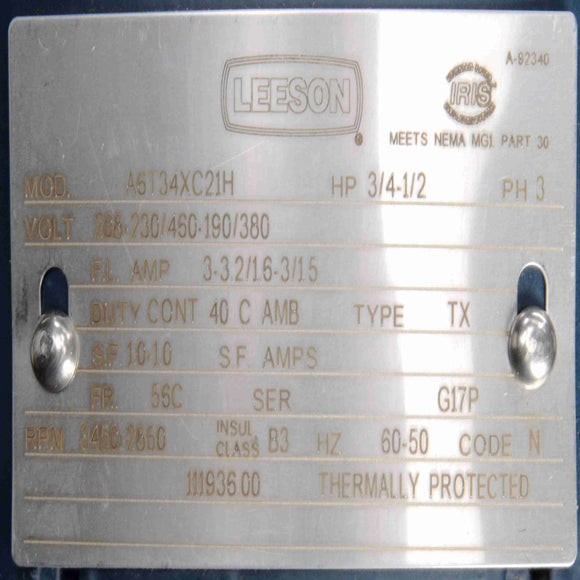 A-92340
LEESON
®
IRIS
MEETS NEMA MG1 PART 30
MOD. A6T34XC21H HP 3/4-1/2 PH 3
VOLT 208-230/460-190/380
F.L. AMP 3-3.2/1.6-3/1.5
DUTY CONT 40 C AMB TYPE TX
S.F. 1.0-1.0 S.F. AMPS
FR. 56C SER G17P
RPM 3460-2860 INSUL CLASS B3 HZ 60-50 CODE N
111936.00 THERMALLY PROTECTED